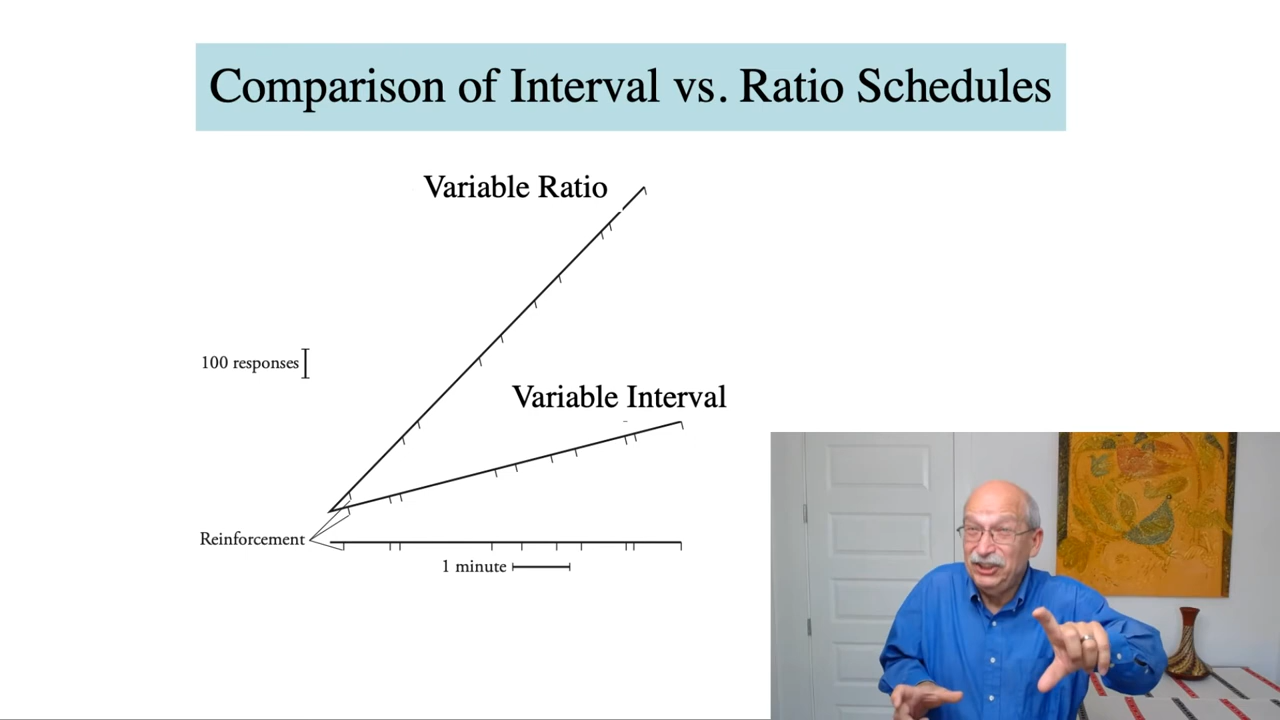 Comparison of Interval vs. Ratio Schedules
Variable Ratio
100 responses
Variable Interval
Reinforcement
1 minute